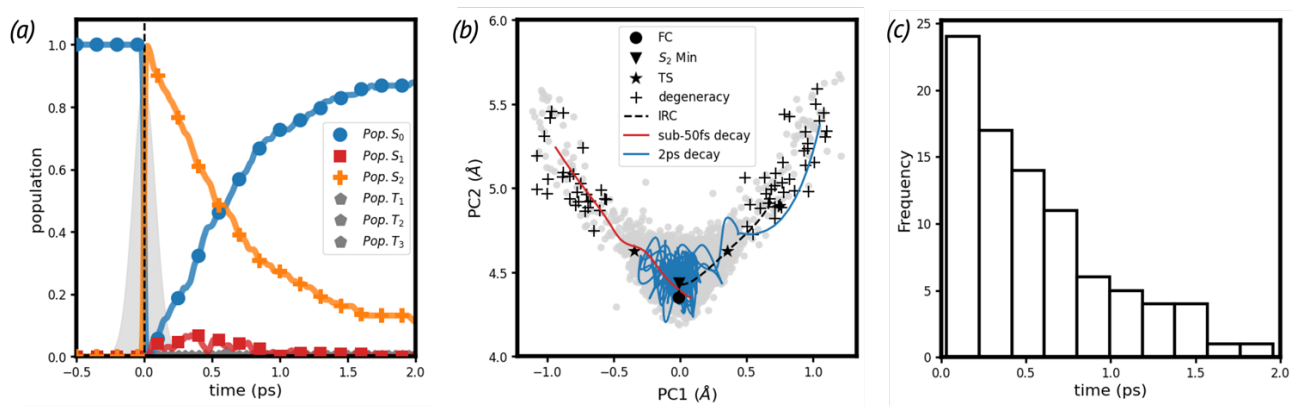 (a)
1.0
0.8
0.6
0.4
0.2
0.0
population
−0.5
0.0
0.5
1.0
1.5
2.0
time (ps)
Pop. S0
Pop. S1
Pop. S2
Pop. T1
Pop. T2
Pop. T3
(b)
6.0
5.5
5.0
4.5
4.0
PC2 (Å)
−1.0
−0.5
0.0
0.5
1.0
PC1 (Å)
FC
S2 Min
TS
degeneracy
IRC
sub-50fs decay
2ps decay
(c)
25
20
15
10
5
0
Frequency
0.0
0.5
1.0
1.5
2.0
time (ps)